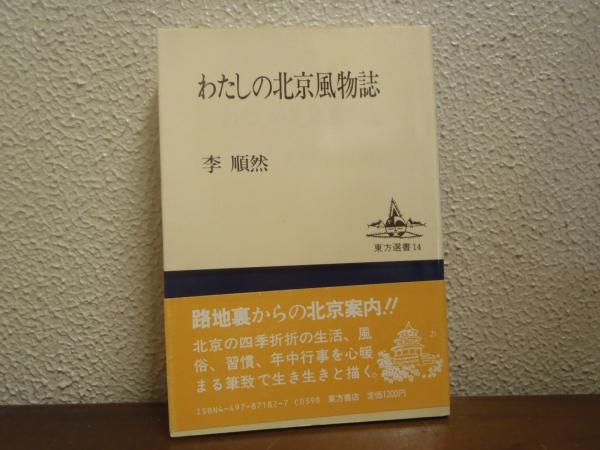 わたしの北京風物誌
李 順然
東方選書14
路地裏からの北京案内!!
北京の四季折折の生活、風
俗、習慣、年中行事を心暖
まる筆致で生き生きと描く。
ISBN4-497-87182-7 C0398 東方書店 定価1200円